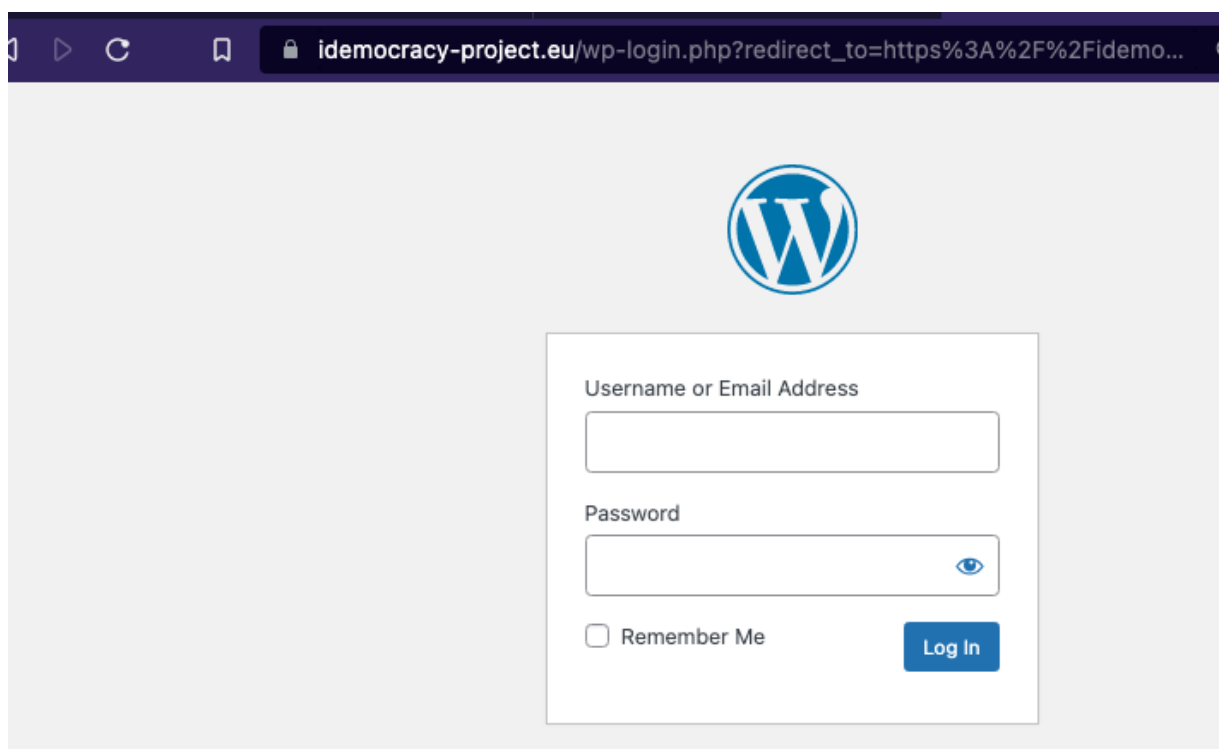 idemocracy-project.eu/wp-login.php?redirect_to=https%3A%2F%2Fidemo...
W
Username or Email Address
Password
Remember Me
Log In